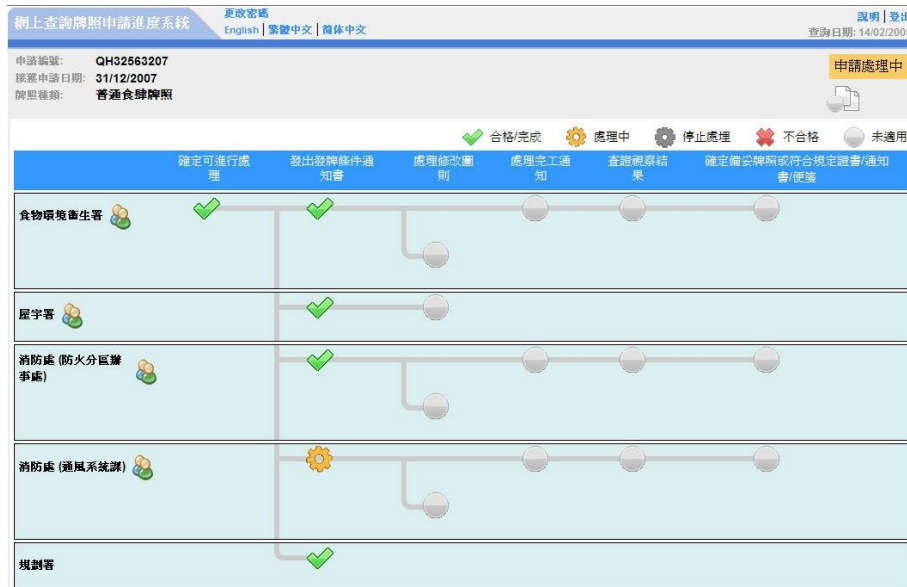 網上查詢牌照申請進度系統
更改密碼
English | 繁體中文 | 简体中文
說明 | 登出
查詢日期: 14/02/2008
申請編號: QH32563207
接獲申請日期: 31/12/2007
牌照種類: 普通食肆牌照
申請處理中
合格/完成 處理中 停止處理 不合格 未適用
確定可進行處
理
發出發牌條件通
知書
處理修改圖
則
處理完工通
知
查證視察結
果
確定備妥牌照或符合規定證書/通知
書/便箋
食物環境衞生署
屋宇署
消防處 (防火分區辦
事處)
消防處 (通風系統課)
規劃署